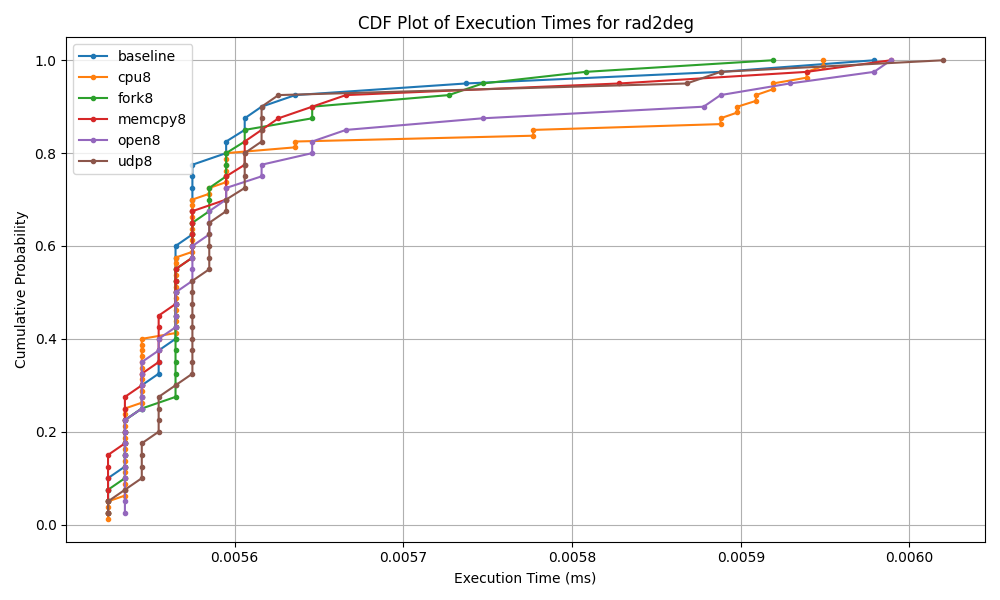 CDF Plot of Execution Times for rad2deg
baseline
cpu8
fork8
memcpy8
open8
udp8
Cumulative Probability
1.0
0.8
0.6
0.4
0.2
0.0
0.0056
0.0057
0.0058
0.0059
0.0060
Execution Time (ms)